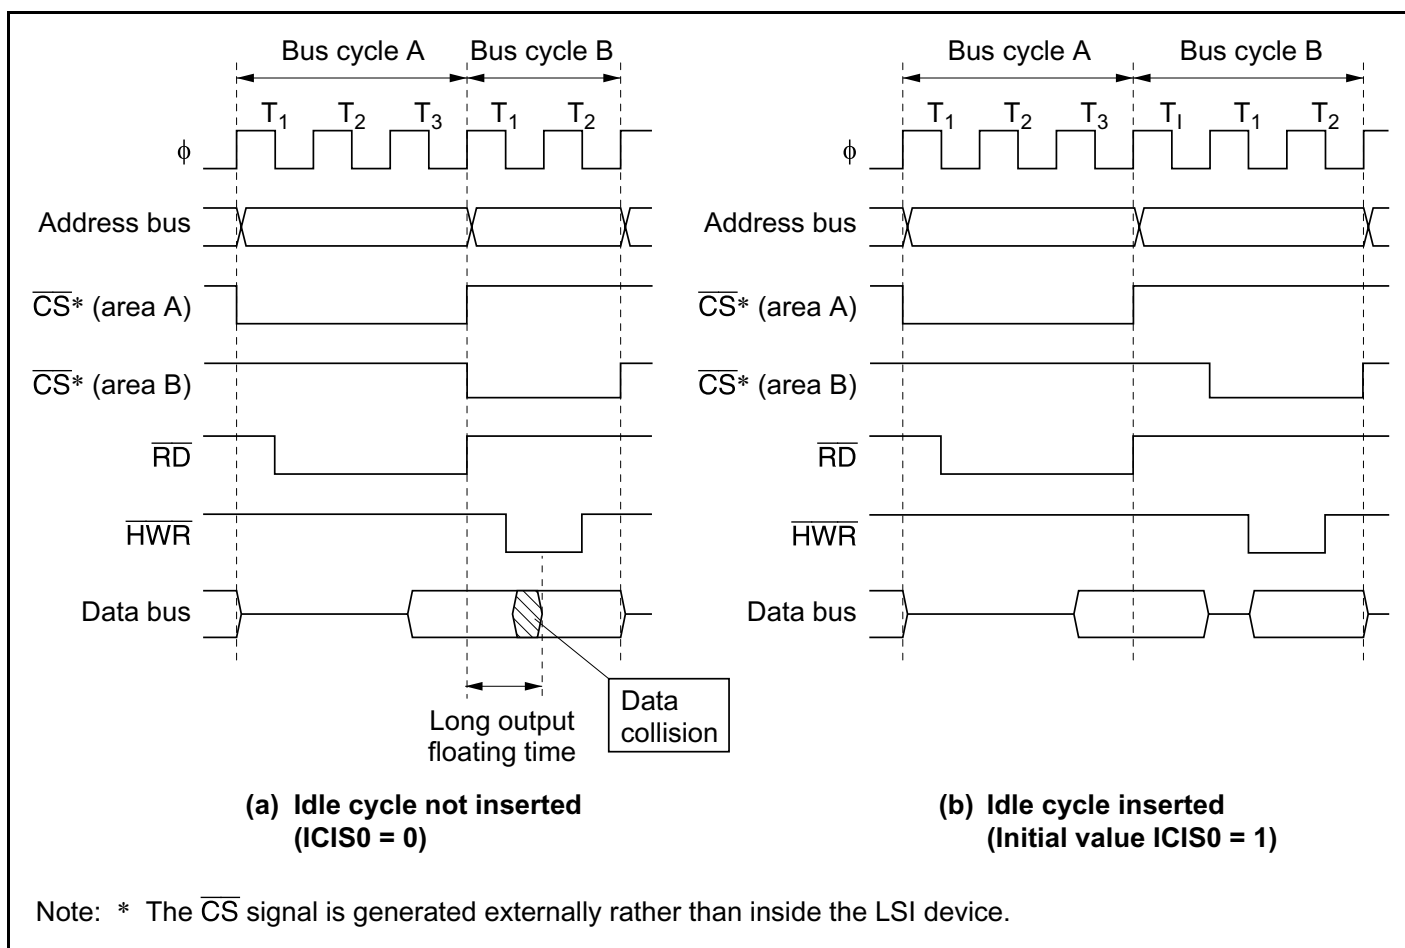 Bus cycle A Bus cycle B
T1 T2 T3 T1 T2
ϕ
Address bus
CS* (area A)
CS* (area B)
RD
HWR
Data bus
Long output
floating time
Data
collision
(a) Idle cycle not inserted
(ICIS0 = 0)
Bus cycle A Bus cycle B
T1 T2 T3 TI T1 T2
ϕ
Address bus
CS* (area A)
CS* (area B)
RD
HWR
Data bus
(b) Idle cycle inserted
(Initial value ICIS0 = 1)
Note: * The CS signal is generated externally rather than inside the LSI device.